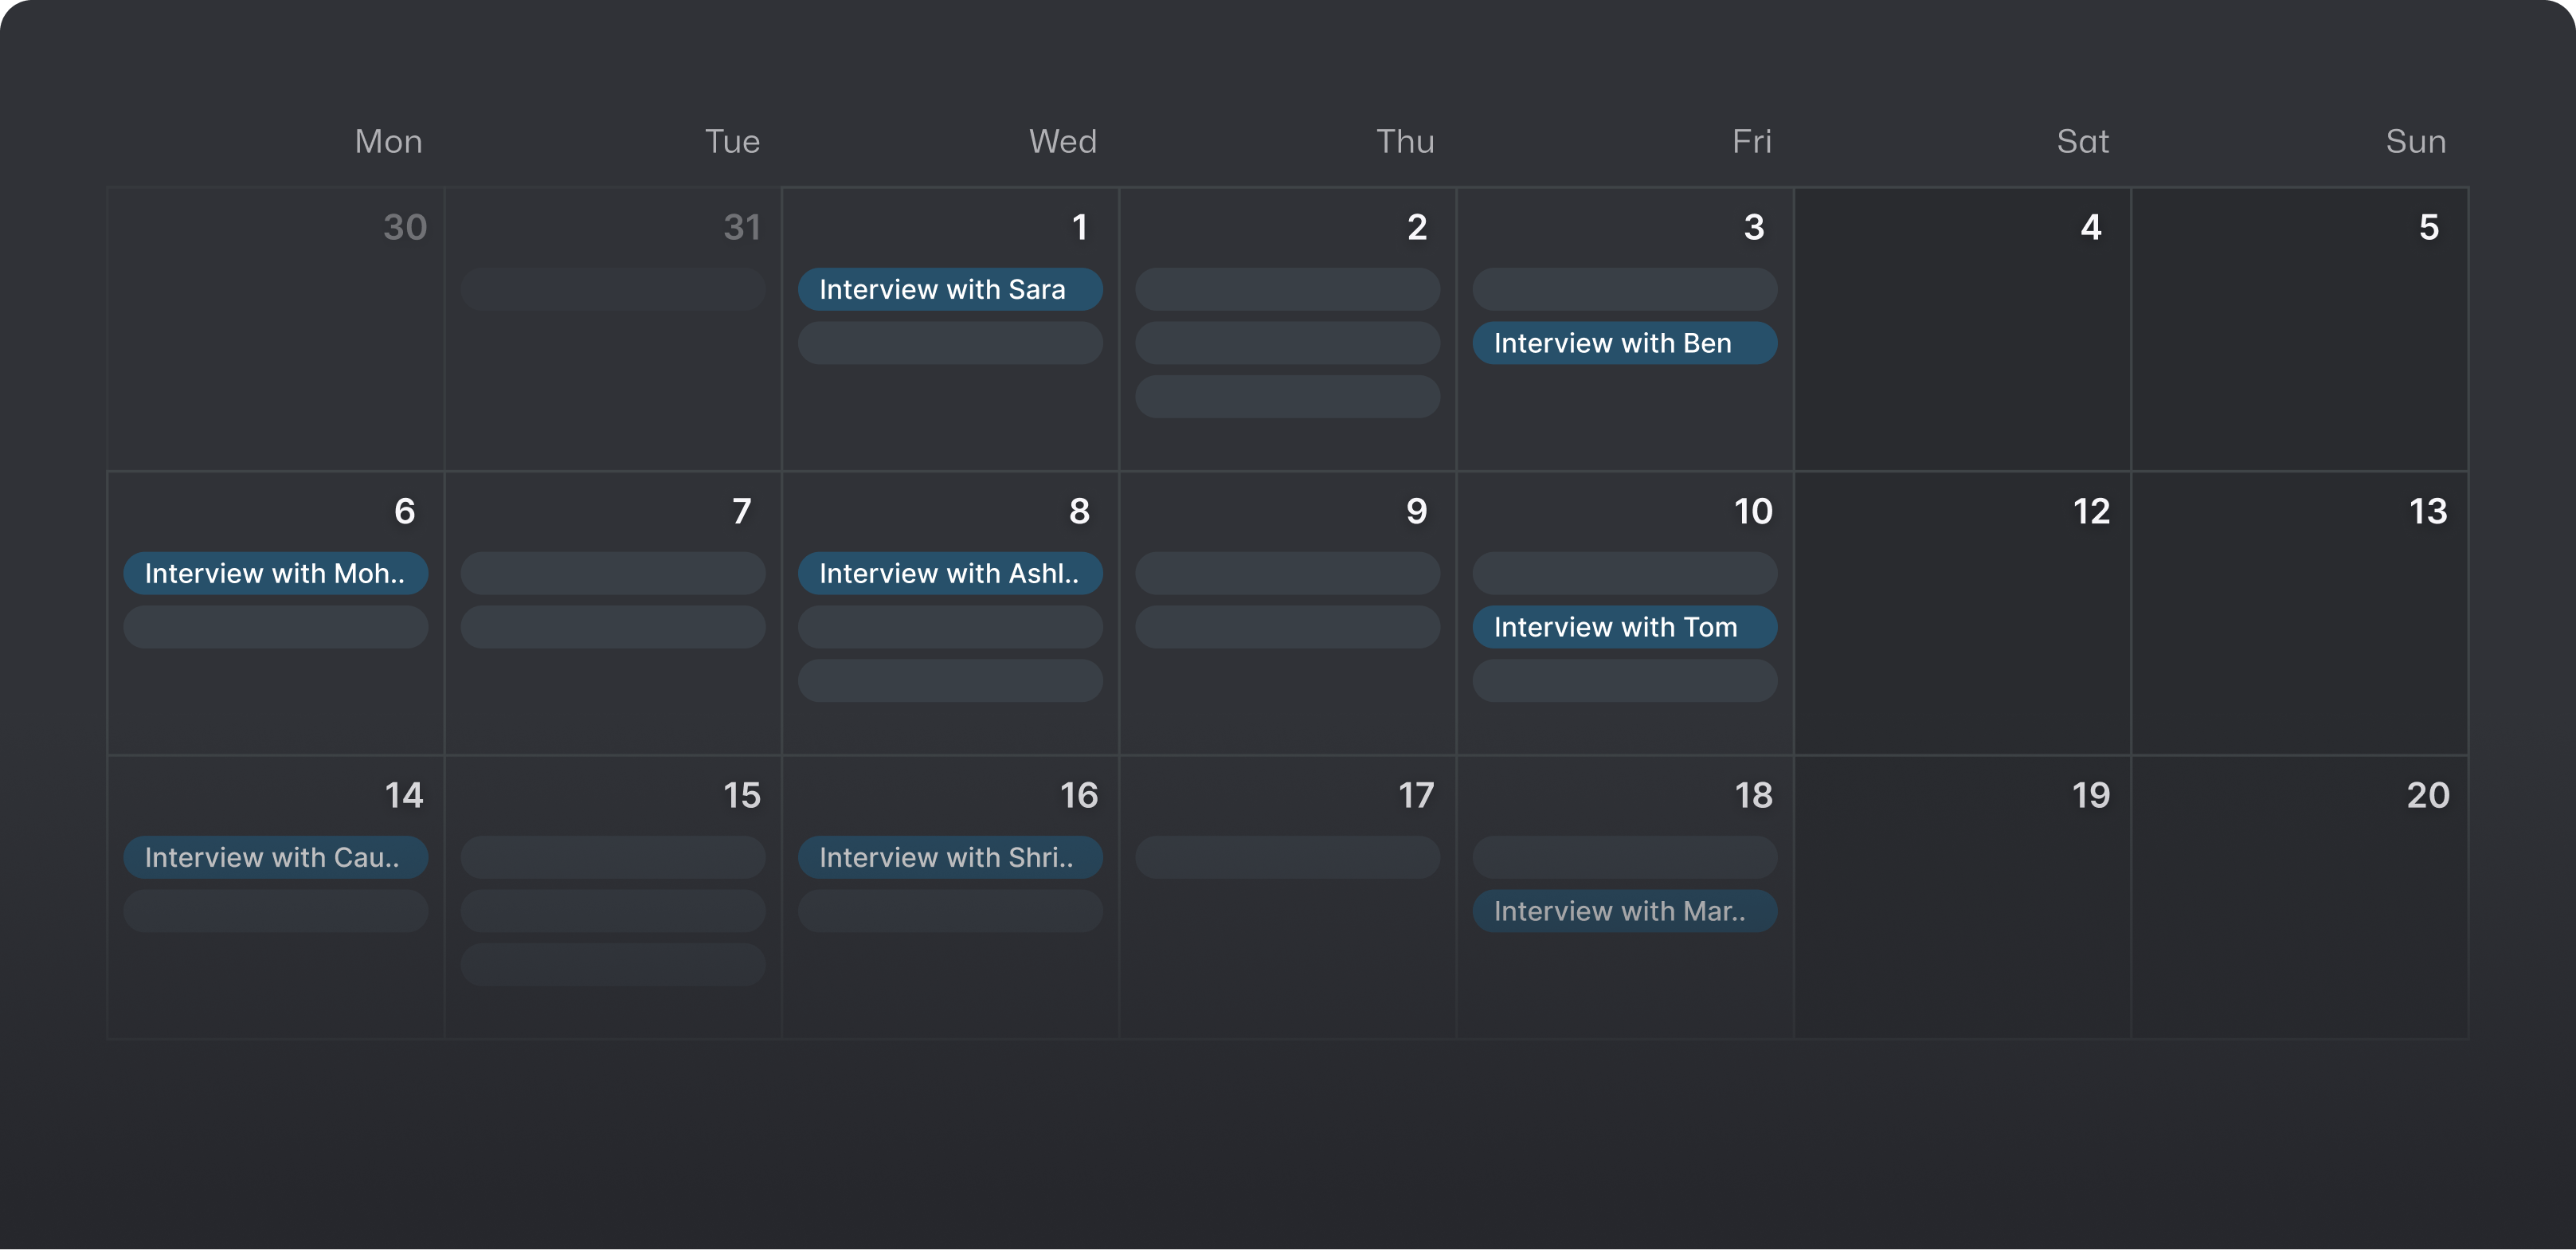 Mon Tue Wed Thu Fri Sat Sun
30 31 1 2 3 4 5
Interview with Sara
Interview with Ben
6 7 8 9 10 12 13
Interview with Moh.. Interview with Ashl..
Interview with Tom
14 15 16 17 18 19 20
Interview with Cau.. Interview with Shri..
Interview with Mar..